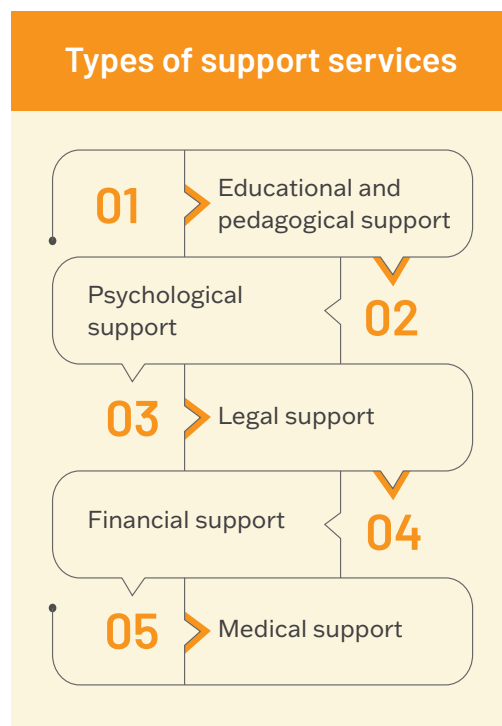 Types of support services
01
Educational and
pedagogical support
Psychological
support
02
03
Legal support
Financial support
04
05
Medical support